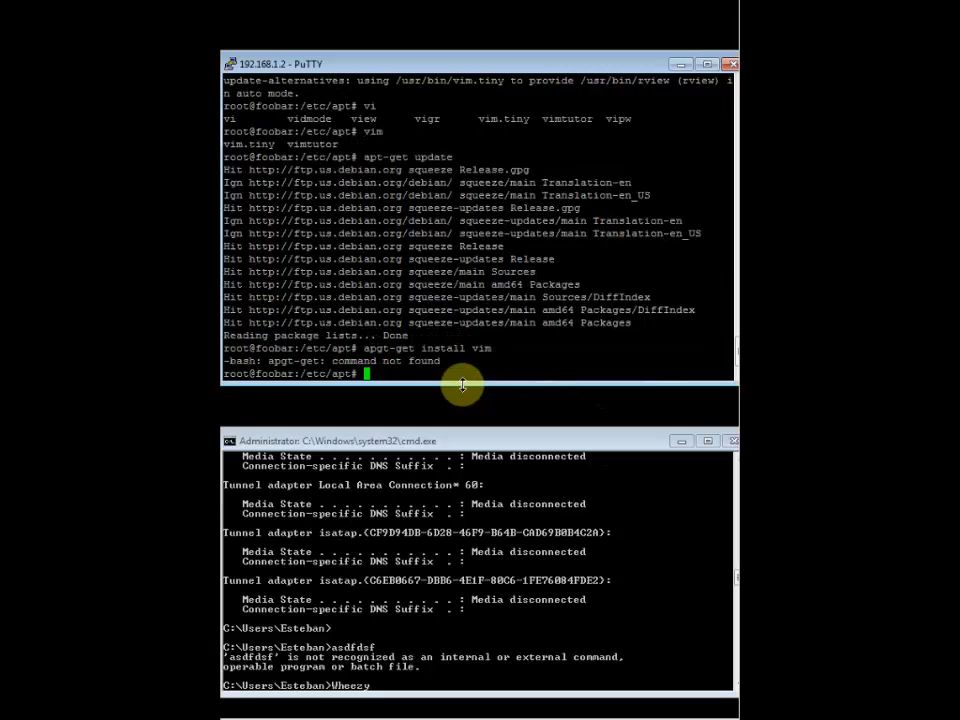 192.168.1.2 - PuTTY
update-alternatives: using /usr/bin/vim.tiny to provide /usr/bin/rview (rview) i
n auto mode.
root@foobar:/etc/apt# vi
vi vidmode view vigr vim.tiny vimtutor vipw
root@foobar:/etc/apt# vim
vim.tiny vimtutor
root@foobar:/etc/apt# apt-get update
Hit http://ftp.us.debian.org squeeze Release.gpg
Ign http://ftp.us.debian.org/debian/ squeeze/main Translation-en
Ign http://ftp.us.debian.org/debian/ squeeze/main Translation-en_US
Hit http://ftp.us.debian.org squeeze-updates Release.gpg
Ign http://ftp.us.debian.org/debian/ squeeze-updates/main Translation-en
Ign http://ftp.us.debian.org/debian/ squeeze-updates/main Translation-en_US
Hit http://ftp.us.debian.org squeeze Release
Hit http://ftp.us.debian.org squeeze-updates Release
Hit http://ftp.us.debian.org squeeze/main Sources
Hit http://ftp.us.debian.org squeeze/main amd64 Packages
Hit http://ftp.us.debian.org squeeze-updates/main Sources/DiffIndex
Hit http://ftp.us.debian.org squeeze-updates/main amd64 Packages/DiffIndex
Hit http://ftp.us.debian.org squeeze-updates/main amd64 Packages
Reading package lists... Done
root@foobar:/etc/apt# apgt-get install vim
-bash: apgt-get: command not found
root@foobar:/etc/apt#
Administrator: C:\Windows\system32\cmd.exe
Media State . . . . . . . . . . . : Media disconnected
Connection-specific DNS Suffix . :
Tunnel adapter Local Area Connection* 60:
Media State . . . . . . . . . . . : Media disconnected
Connection-specific DNS Suffix . :
Tunnel adapter isatap.{CF9D94DB-6D28-46F9-B64B-CAD69B0B4C2A}:
Media State . . . . . . . . . . . : Media disconnected
Connection-specific DNS Suffix . :
Tunnel adapter isatap.{C6EB0667-DBB6-4E1F-80C6-1FE76084FDE2}:
Media State . . . . . . . . . . . : Media disconnected
Connection-specific DNS Suffix . :
C:\Users\Esteban>
C:\Users\Esteban>asdfdsf
'asdfdsf' is not recognized as an internal or external command,
operable program or batch file.
C:\Users\Esteban>Wheezy